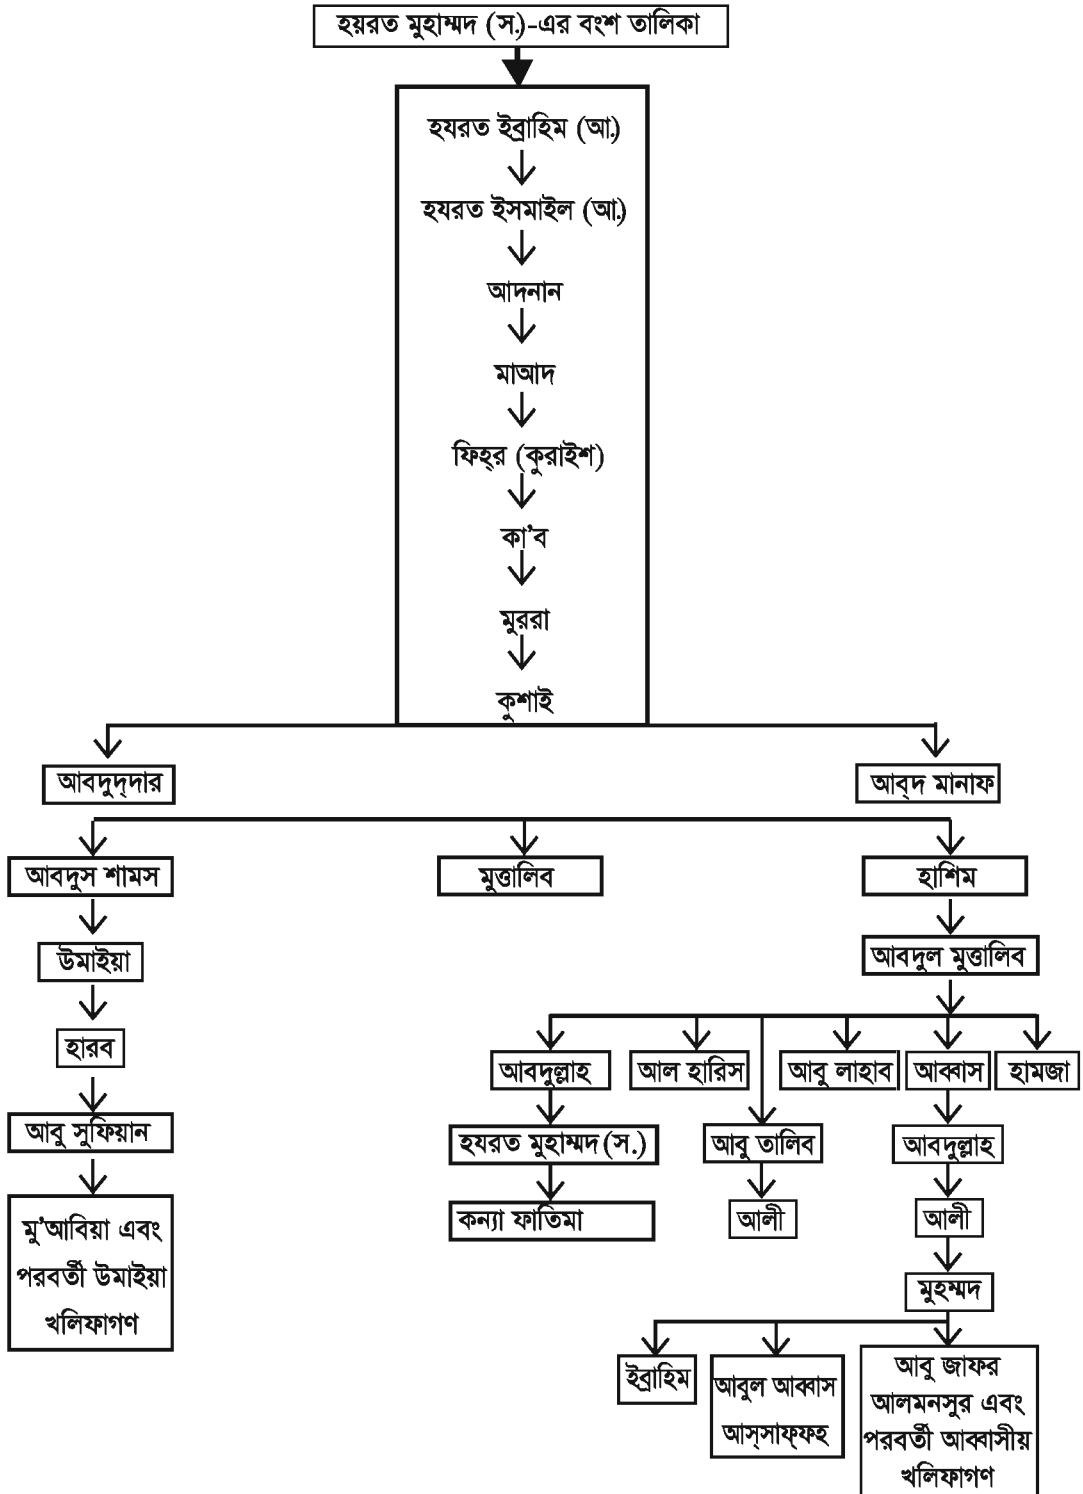 হয়রত মুহাম্মদ (স.)-এর বংশ তালিকা
হযরত ইব্রাহিম (আ.)
হযরত ইসমাইল (আ.)
আদনান
মাআদ
ফিহ্‌র (কুরাইশ)
কা'ব
মুররা
কুশাই
আবদুদ্দার
আব্দ মানাফ
আবদুস শামস
মুত্তালিব
হাশিম
উমাইয়া
আবদুল মুত্তালিব
হারব
আবদুল্লাহ
আল হারিস
আবু লাহাব
আব্বাস
হামজা
আবু সুফিয়ান
হযরত মুহাম্মদ (স.)
আবু তালিব
আবদুল্লাহ
মু'আবিয়া এবং
পরবর্তী উমাইয়া
খলিফাগণ
কন্যা ফাতিমা
আলী
আলী
মুহম্মদ
ইব্রাহিম
আবুল আব্বাস
আস্‌সাফ্‌ফহ
আবু জাফর
আলমনসুর এবং
পরবর্তী আব্বাসীয়
খলিফাগণ